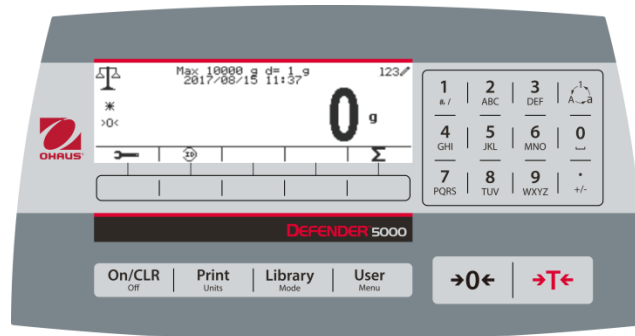 Max 10000 g d= 1 g
2017/08/15 11:37
123
>0<
0 g
ID
Σ
OHAUS
DEFENDER 5000
1 2 3 A 1 a
&. / ABC DEF
4 5 6 0
GHI JKL MNO
7 8 9 .
PQRS TUV WXYZ +/-
On/CLR Print Library User
Off Units Mode Menu
→0← →T←